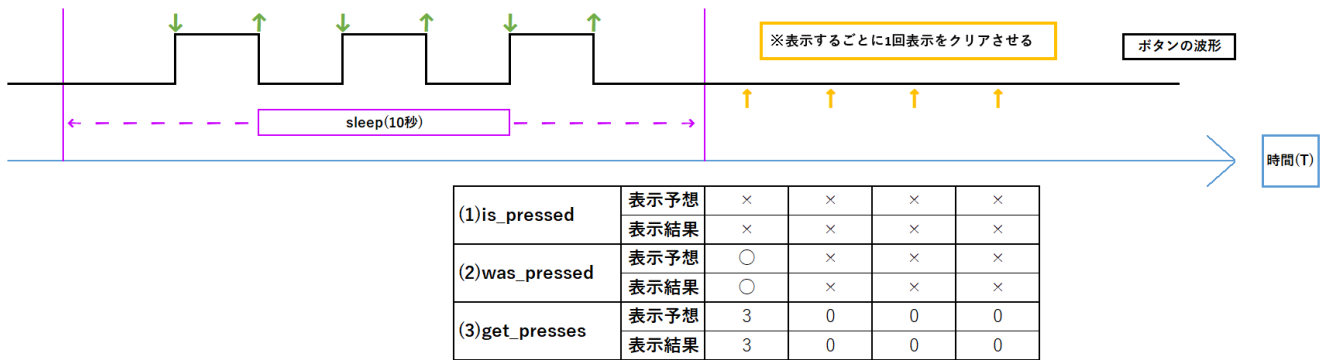 ※表示するごとに1回表示をクリアさせる
ボタンの波形
sleep(10秒)
時間(T)
(1)is_pressed
表示予想 × × × ×
表示結果 × × × ×
(2)was_pressed
表示予想 ○ × × ×
表示結果 ○ × × ×
(3)get_presses
表示予想 3 0 0 0
表示結果 3 0 0 0